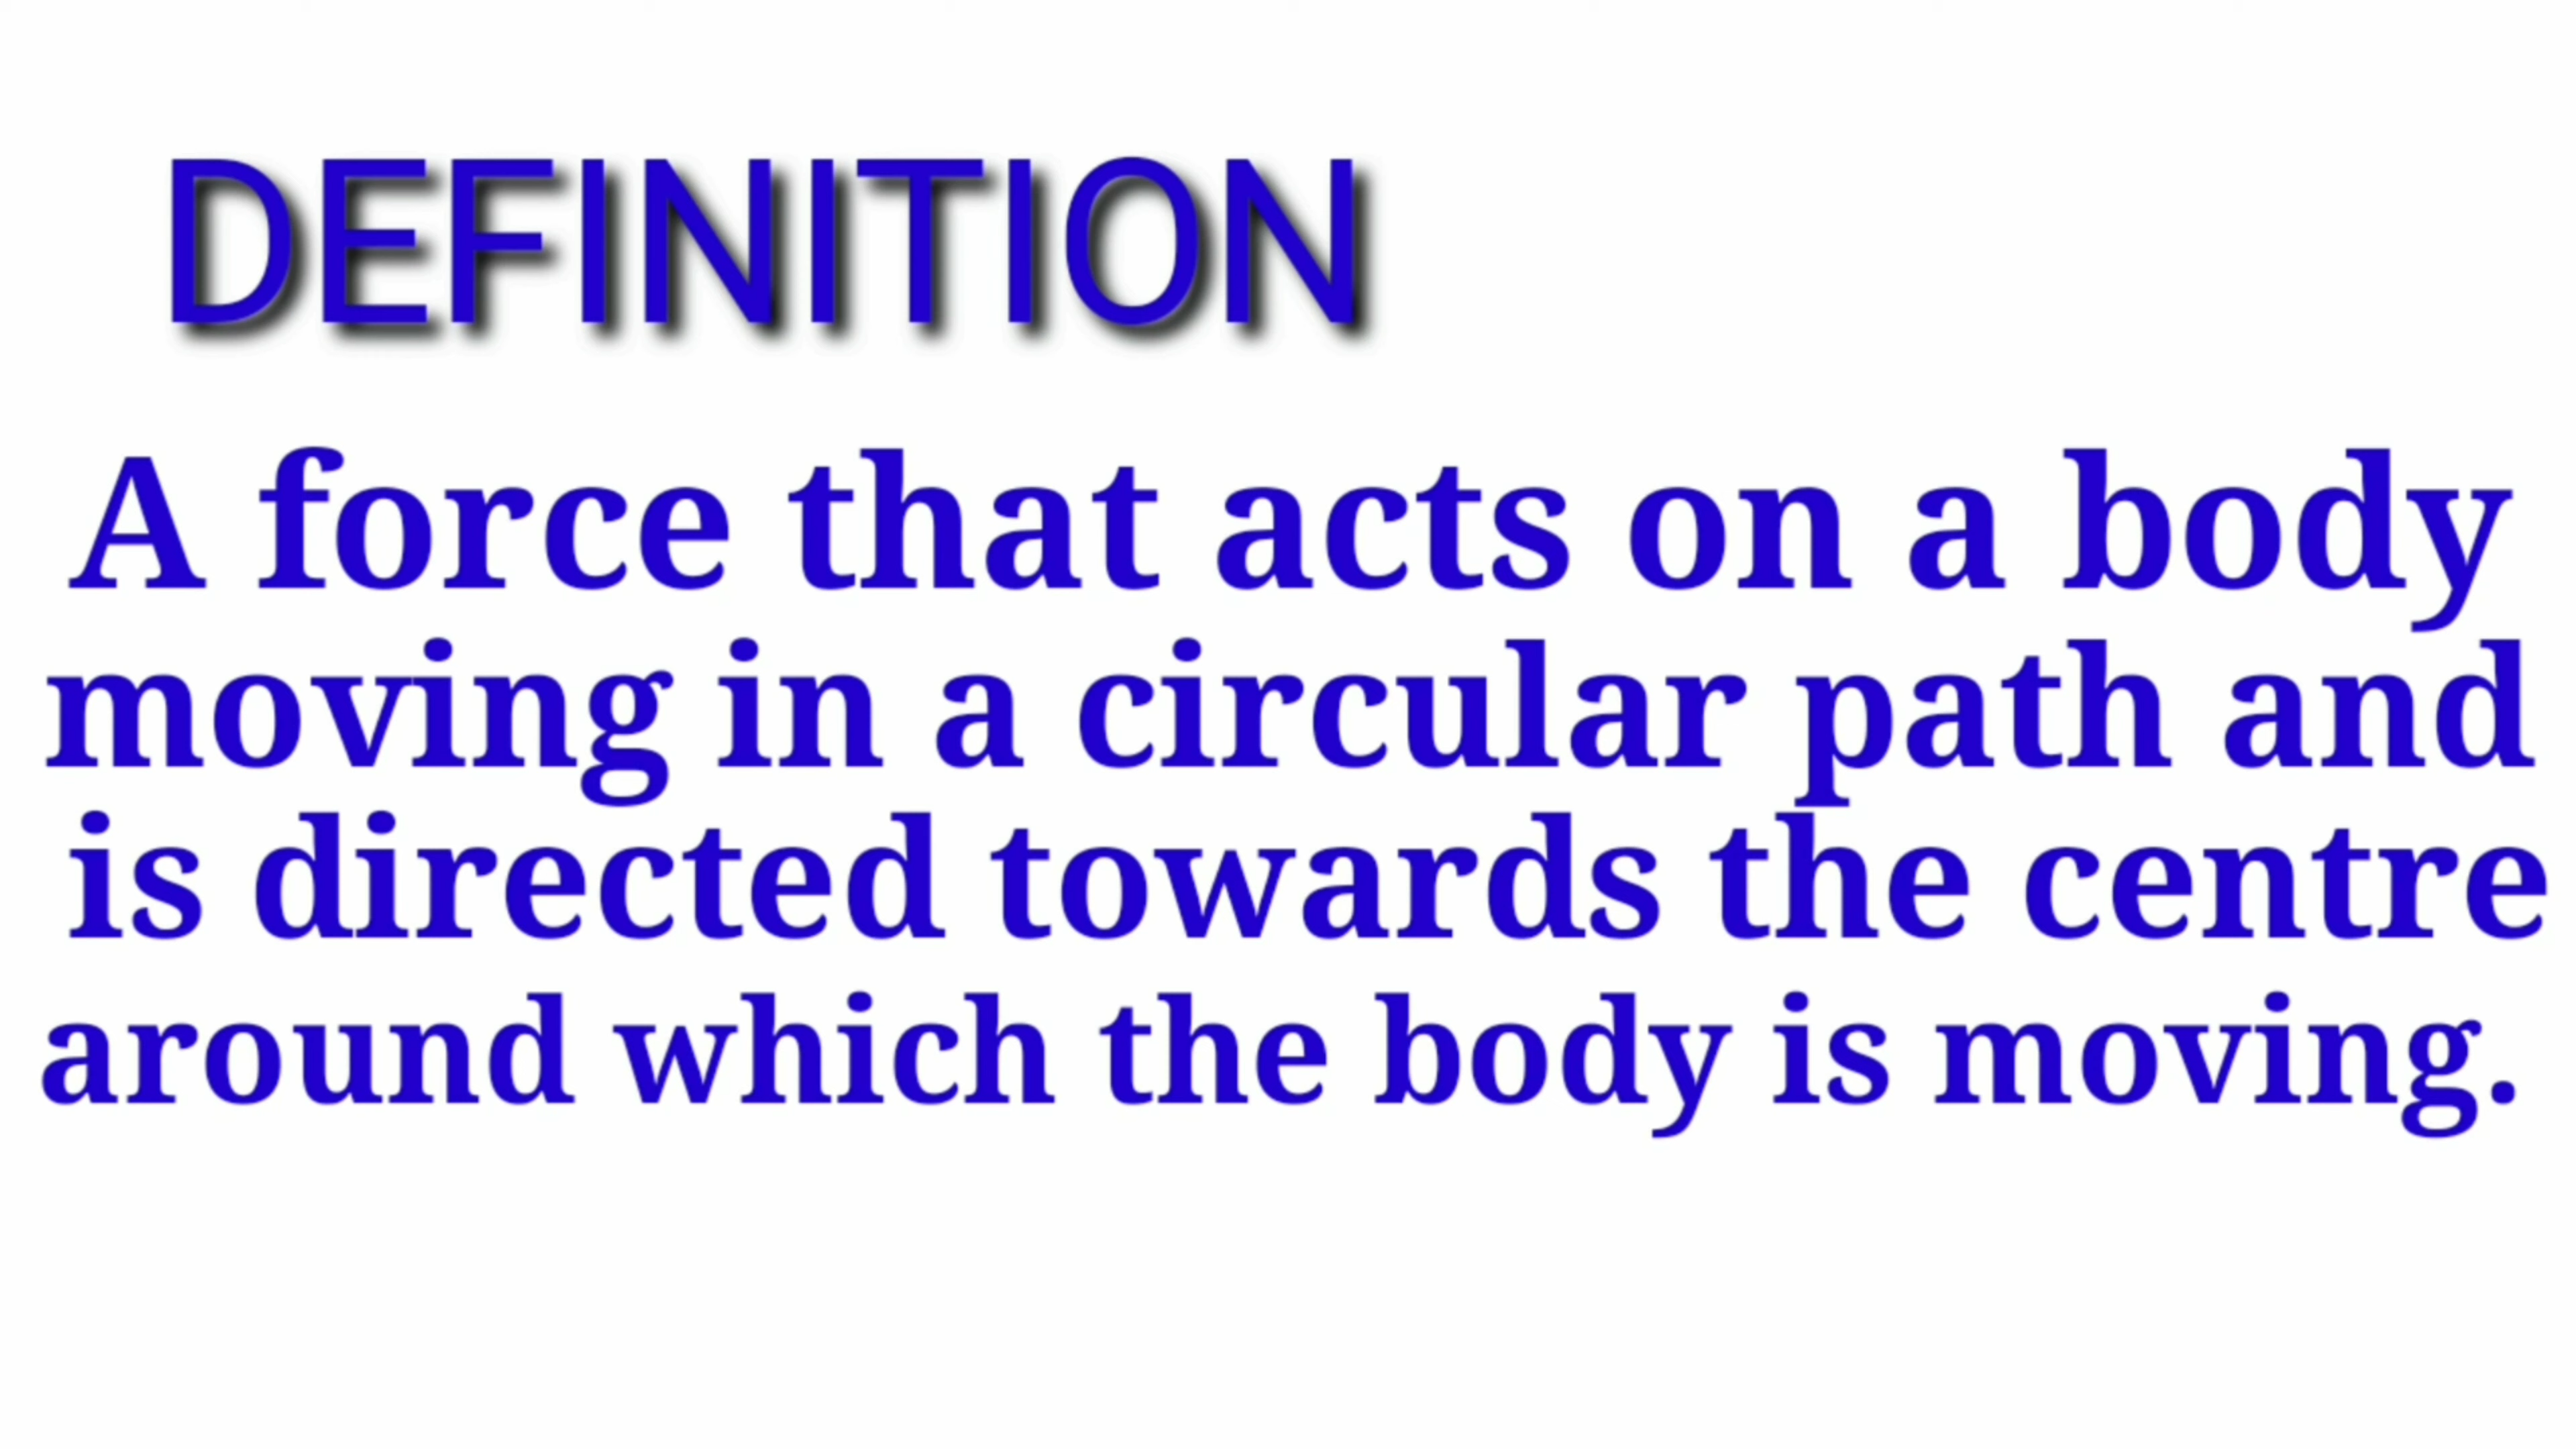 DEFINITION
A force that acts on a body
moving in a circular path and
is directed towards the centre
around which the body is moving.